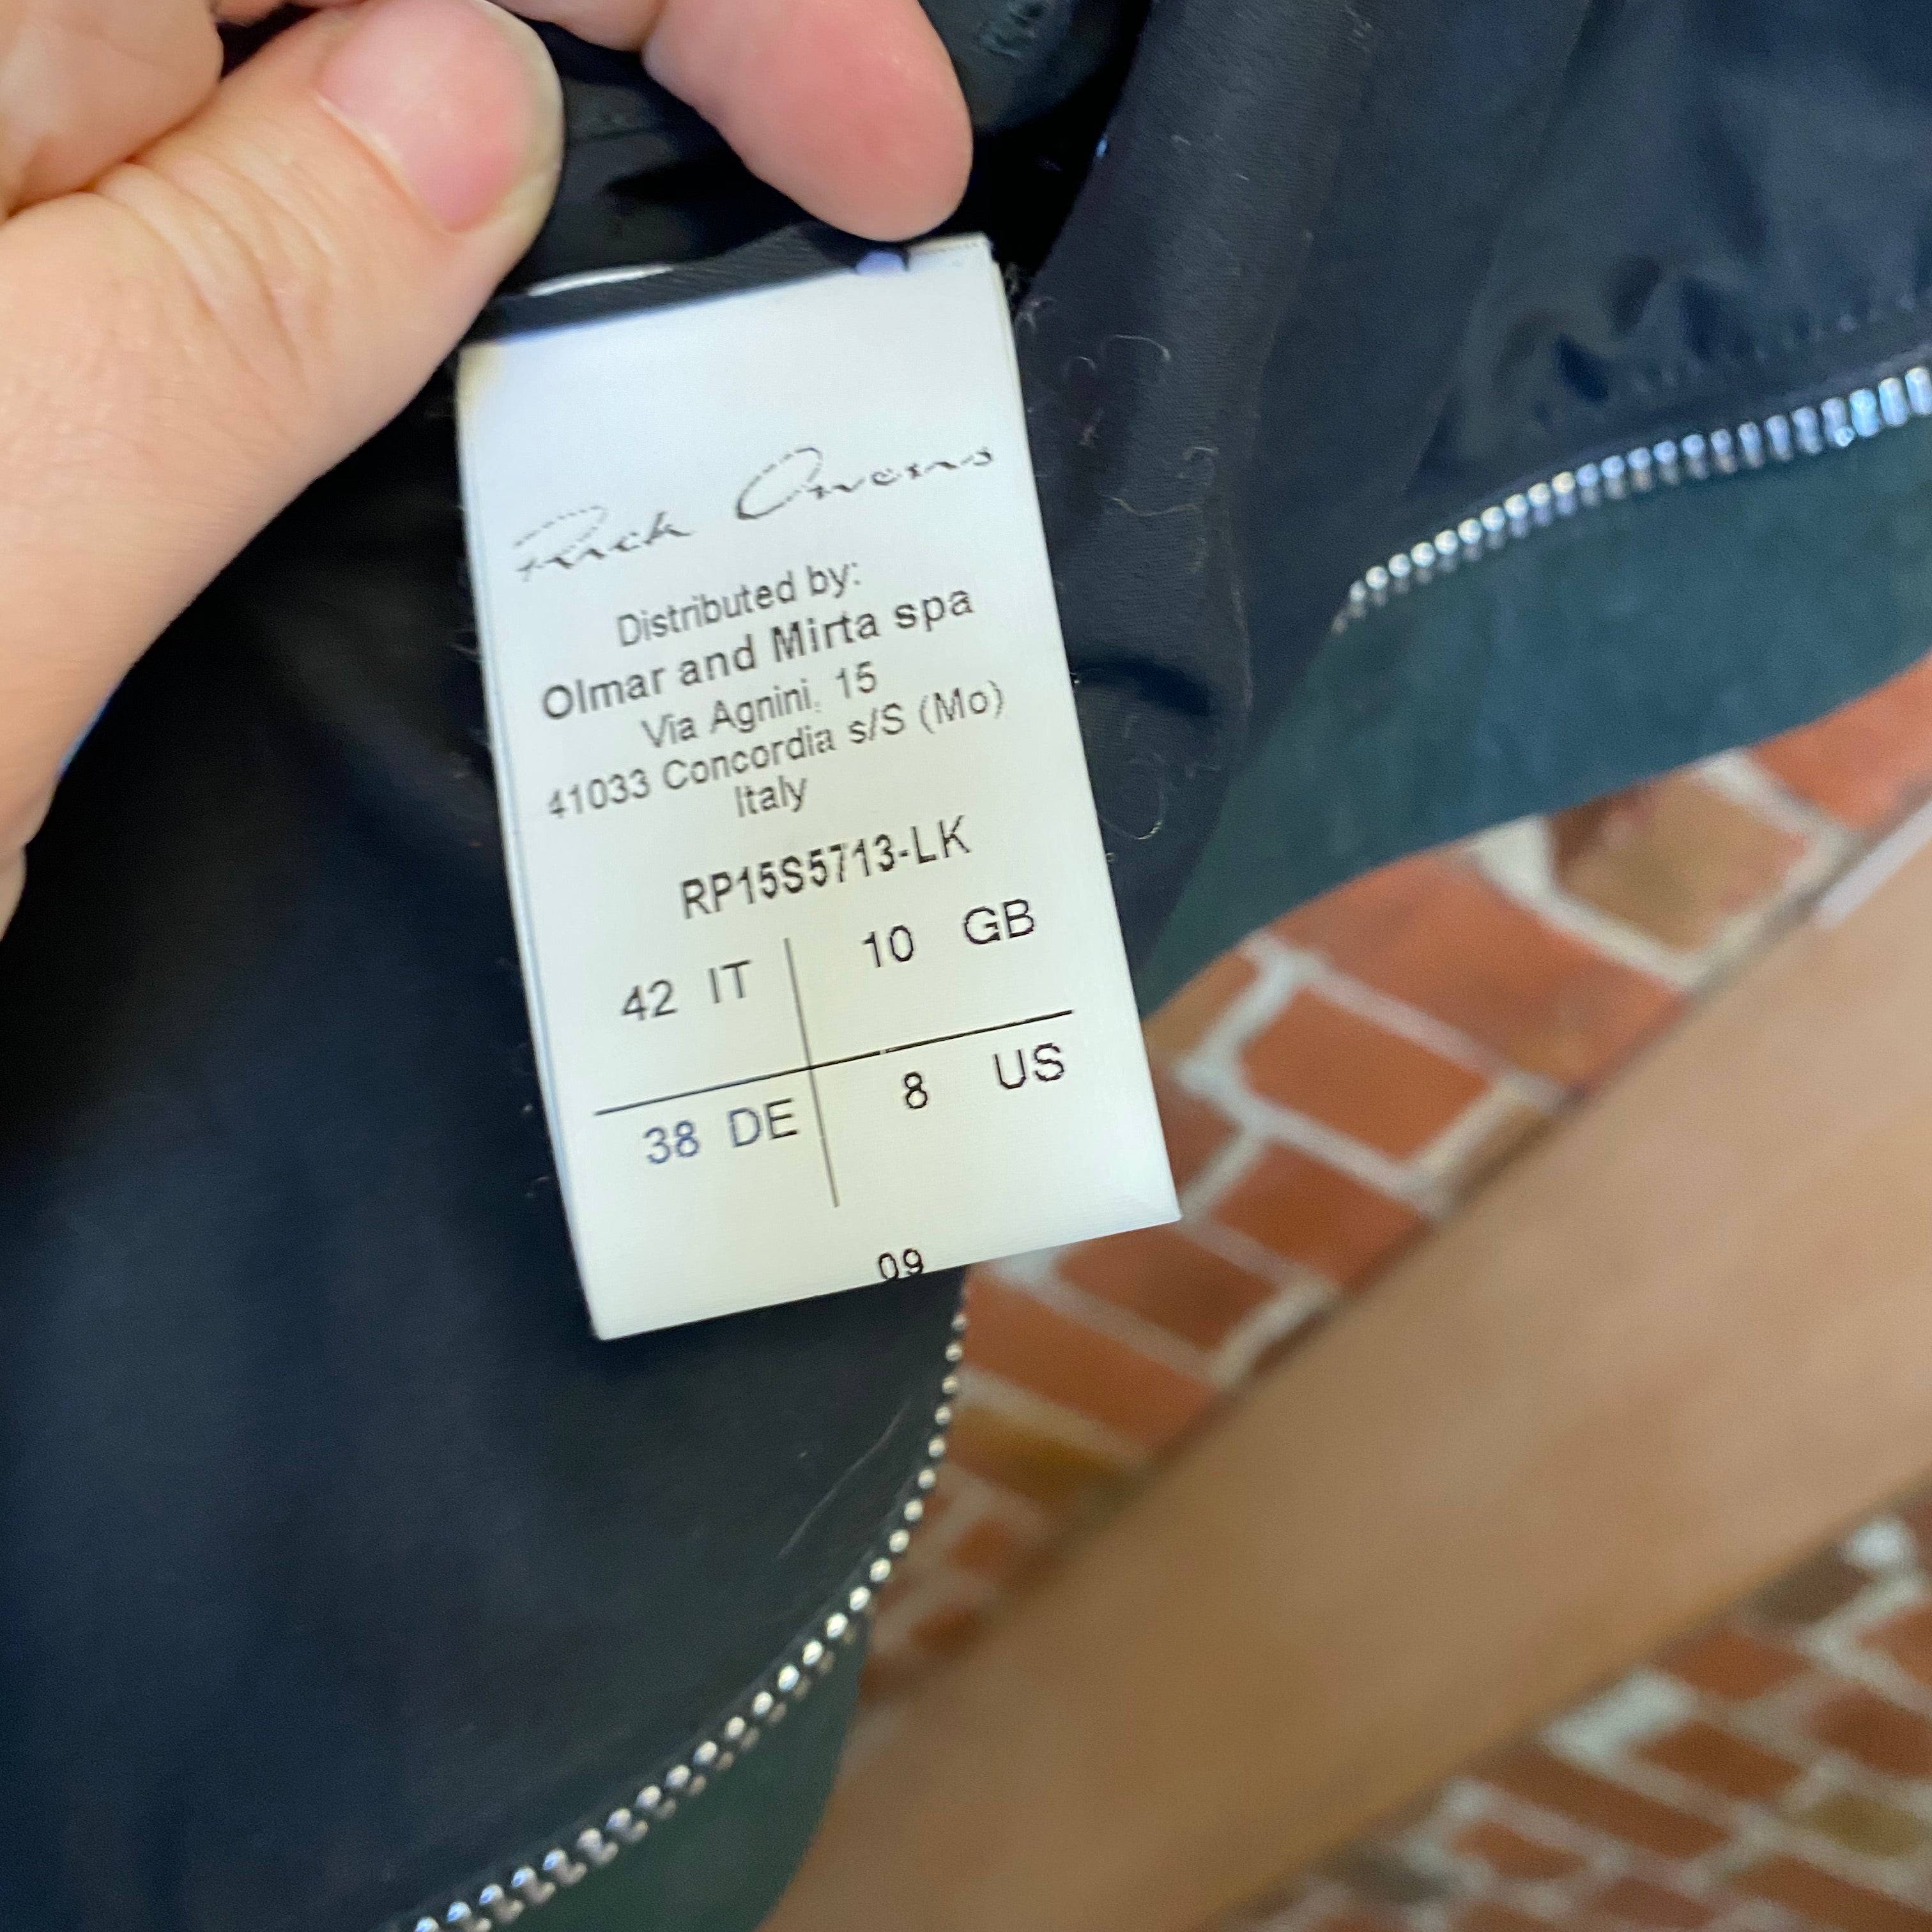 Rick Owens
Distributed by:
Olmar and Mirta spa
Via Agnini, 15
41033 Concordia s/S (Mo)
Italy
RP15S5713-LK
42 IT 10 GB
38 DE 8 US
09